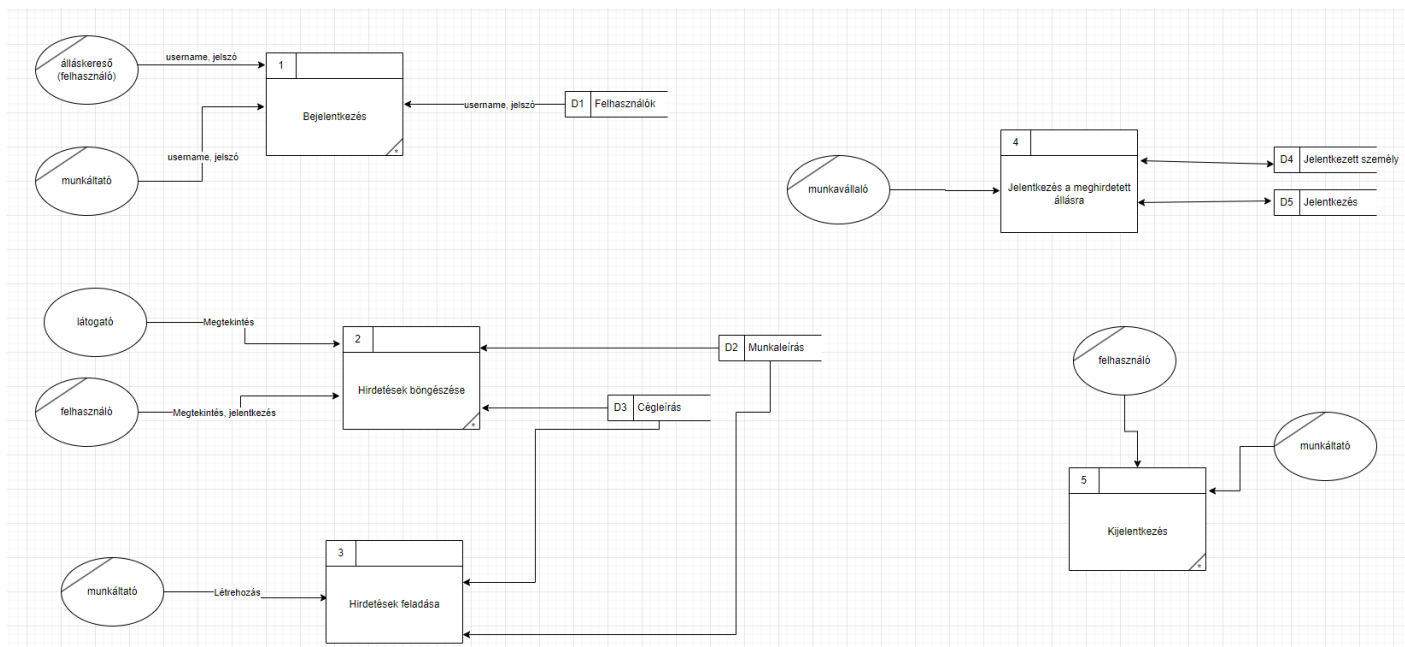 álláskereső
(felhasználó)
username, jelszó
1
Bejelentkezés
*
username, jelszó
D1 Felhasználók
munkáltató
username, jelszó
munkavállaló
4
Jelentkezés a meghirdetett
állásra
D4 Jelentkezett személy
D5 Jelentkezés
látogató
Megtekintés
2
Hirdetések böngészése
*
D2 Munkaleírás
felhasználó
Megtekintés, jelentkezés
D3 Cégleírás
felhasználó
munkáltató
5
Kijelentkezés
*
munkáltató
Létrehozás
3
Hirdetések feladása